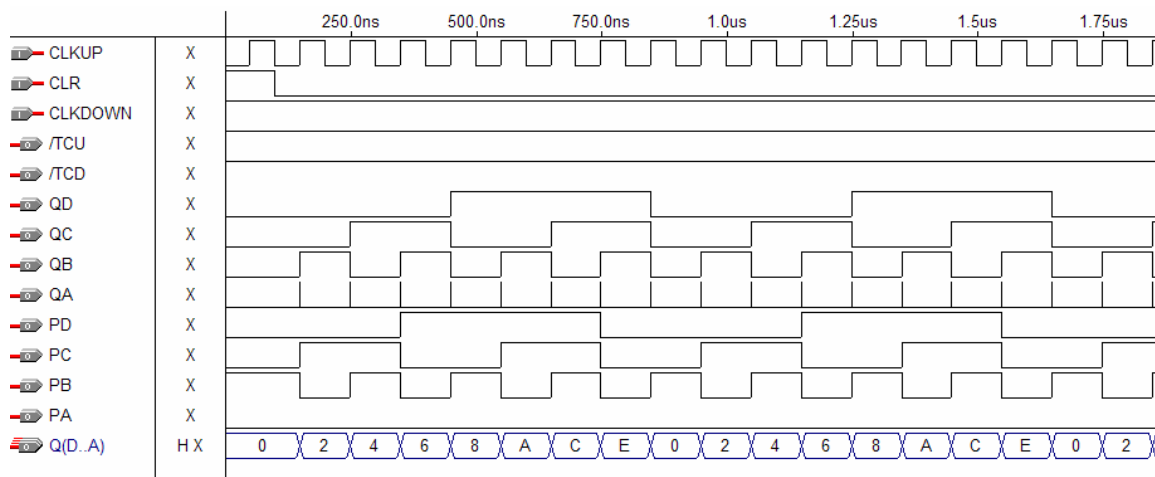 250.0ns 500.0ns 750.0ns 1.0us 1.25us 1.5us 1.75us
I CLKUP X
I CLR X
I CLKDOWN X
O /TCU X
O /TCD X
O QD X
O QC X
O QB X
O QA X
O PD X
O PC X
O PB X
O PA X
O Q(D..A) H X 0 2 4 6 8 A C E 0 2 4 6 8 A C E 0 2